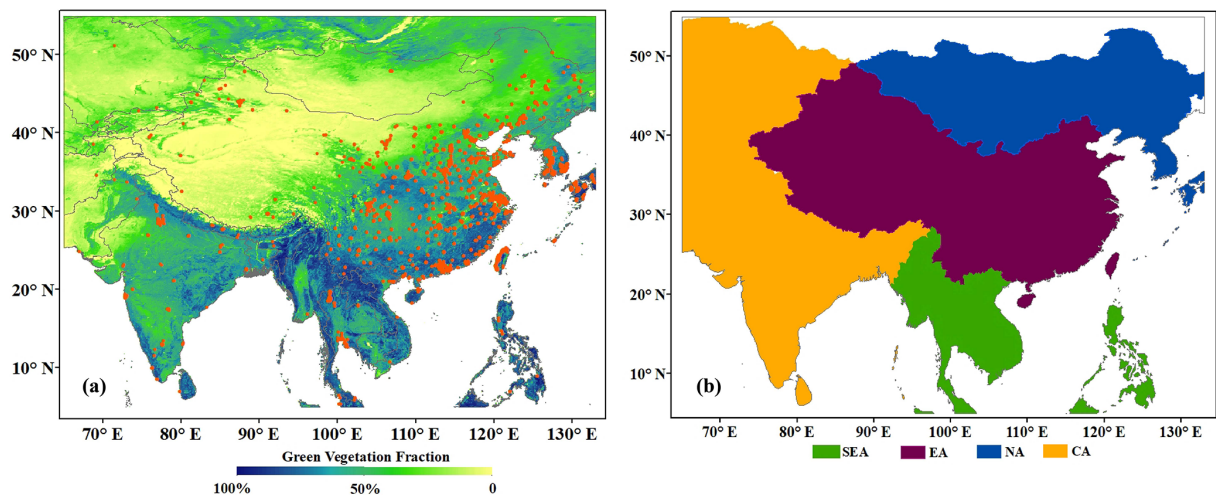 50° N
40° N
30° N
20° N
10° N
(a)
70° E 80° E 90° E 100° E 110° E 120° E 130° E
Green Vegetation Fraction
100% 50% 0
50° N
40° N
30° N
20° N
10° N
(b)
70° E 80° E 90° E 100° E 110° E 120° E 130° E
SEA EA NA CA